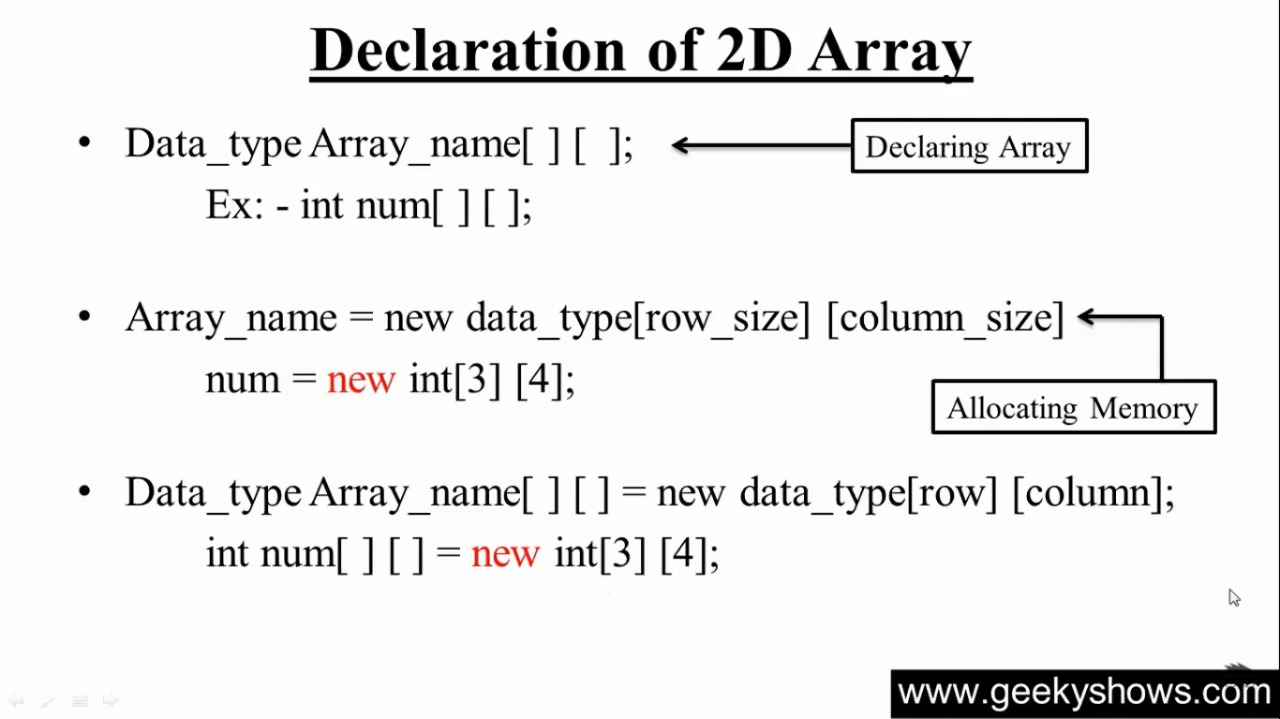 Declaration of 2D Array
• Data_type Array_name[ ] [ ];
Declaring Array
Ex: - int num[ ] [ ];
• Array_name = new data_type[row_size] [column_size]
num = new int[3] [4];
Allocating Memory
• Data_type Array_name[ ] [ ] = new data_type[row] [column];
int num[ ] [ ] = new int[3] [4];
www.geekyshows.com